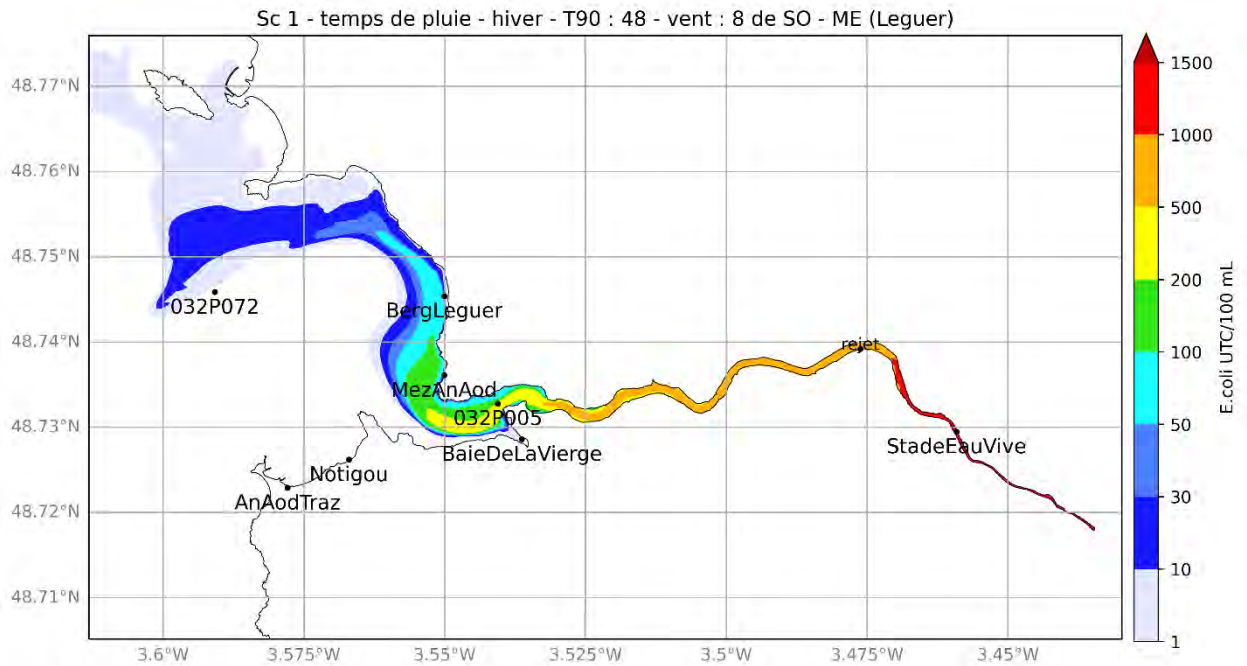 Sc 1 - temps de pluie - hiver - T90 : 48 - vent : 8 de SO - ME (Leguer)
48.77°N
48.76°N
48.75°N
48.74°N
48.73°N
48.72°N
48.71°N
032P072
BergLeguer
rejet
MezAnAod
032P005
StadeEauVive
BaieDeLaVierge
Notigou
AnAodTraz
3.6°W
3.575°W
3.55°W
3.525°W
3.5°W
3.475°W
3.45°W
1500
1000
500
200
100
50
30
10
1
E.coli UTC/100 mL